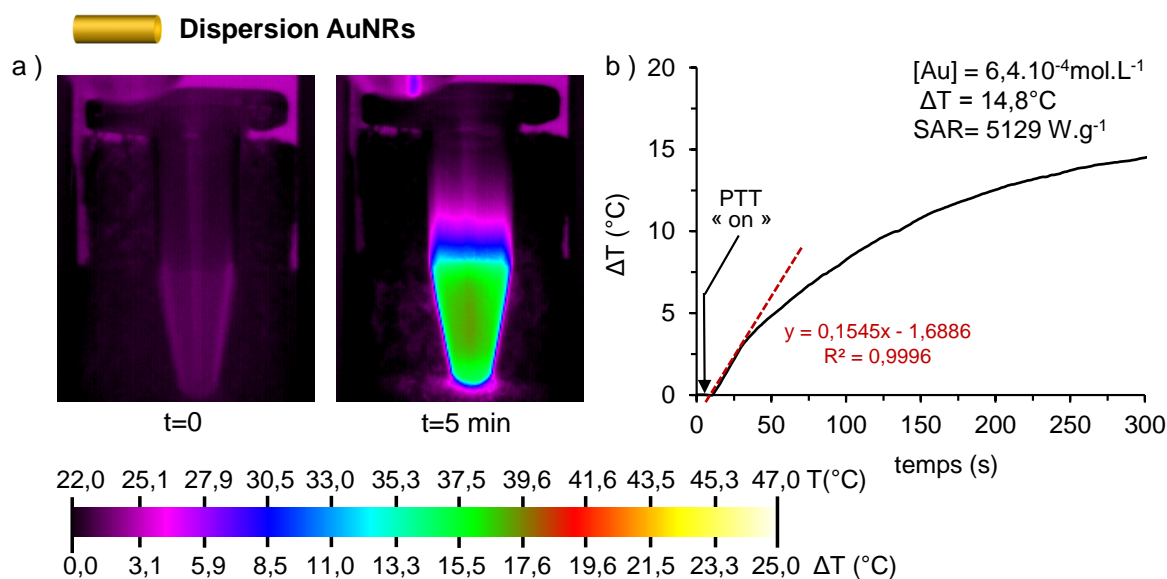 Dispersion AuNRs
a )
t=0
t=5 min
b )
20
15
10
5
0
ΔT (°C)
[Au] = 6,4.10⁻⁴mol.L⁻¹
ΔT = 14,8°C
SAR= 5129 W.g⁻¹
PTT
« on »
y = 0,1545x - 1,6886
R² = 0,9996
0 50 100 150 200 250 300
temps (s)
22,0 25,1 27,9 30,5 33,0 35,3 37,5 39,6 41,6 43,5 45,3 47,0 T(°C)
0,0 3,1 5,9 8,5 11,0 13,3 15,5 17,6 19,6 21,5 23,3 25,0 ΔT (°C)